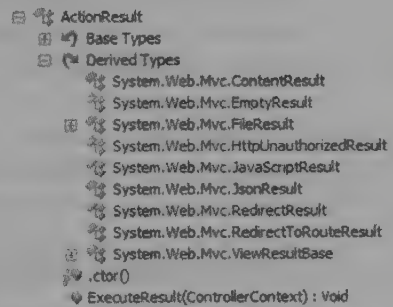 ActionResult
Base Types
Derived Types
System.Web.Mvc.ContentResult
System.Web.Mvc.EmptyResult
System.Web.Mvc.FileResult
System.Web.Mvc.HttpUnauthorizedResult
System.Web.Mvc.JavaScriptResult
System.Web.Mvc.JsonResult
System.Web.Mvc.RedirectResult
System.Web.Mvc.RedirectToRouteResult
System.Web.Mvc.ViewResultBase
.ctor()
ExecuteResult(ControllerContext) : Void